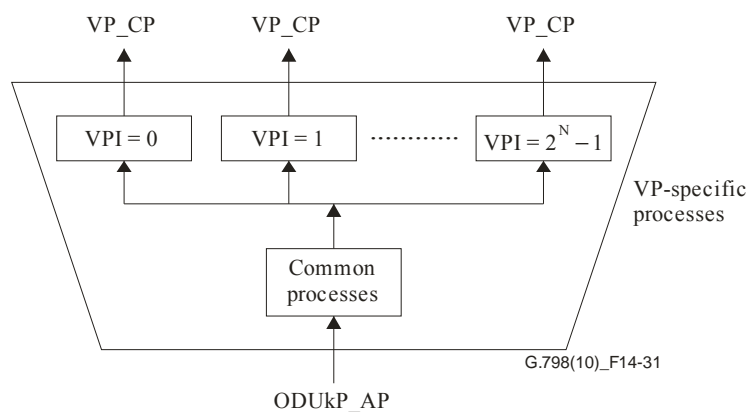 VP_CP VP_CP VP_CP
VPI = 0 VPI = 1 VPI = 2^N − 1
VP-specific
processes
Common
processes
G.798(10)_F14-31
ODUkP_AP